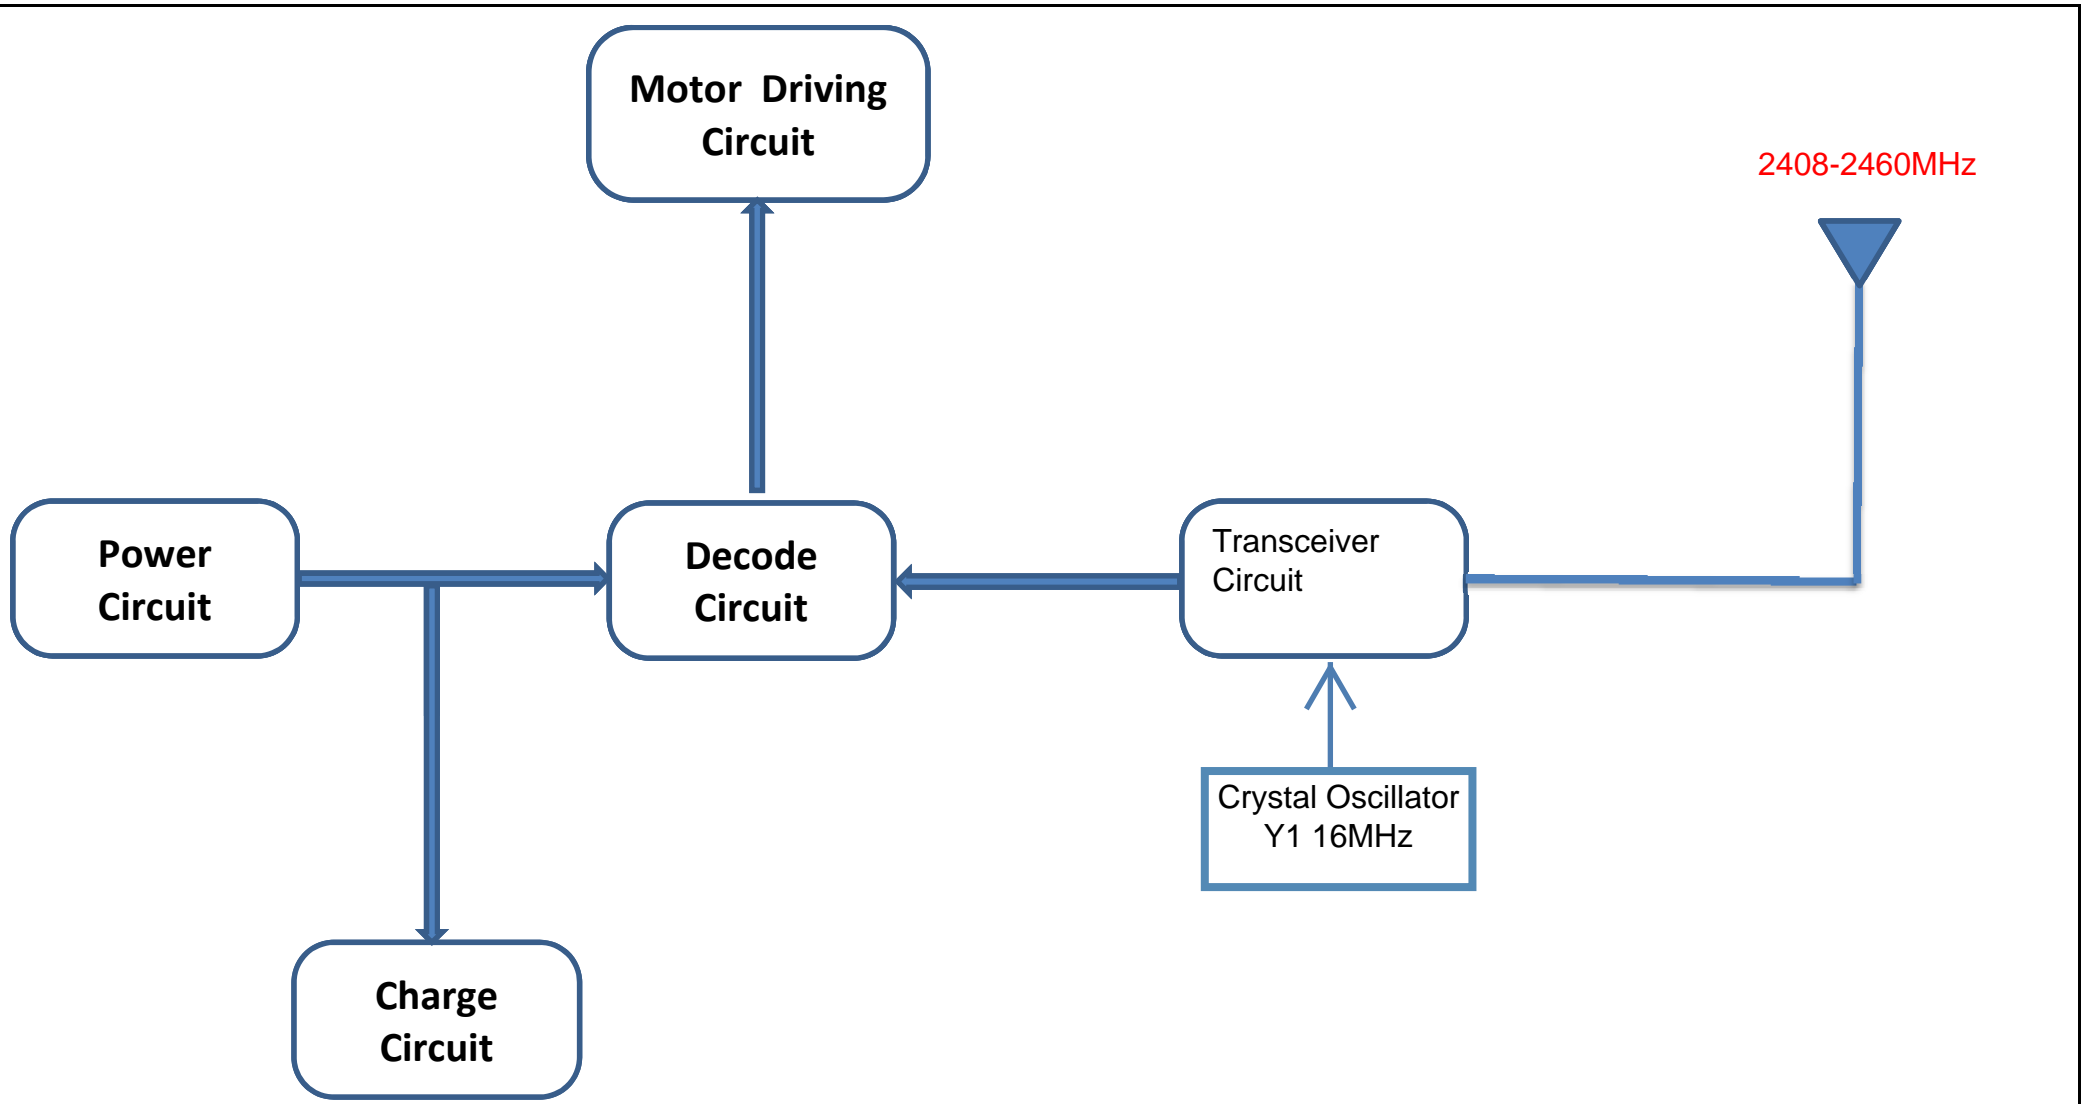 Motor  Driving
Circuit
2408-2460MHz
Power
Circuit
Decode
Circuit
Transceiver
Circuit
Crystal Oscillator
Y1 16MHz
Charge
Circuit